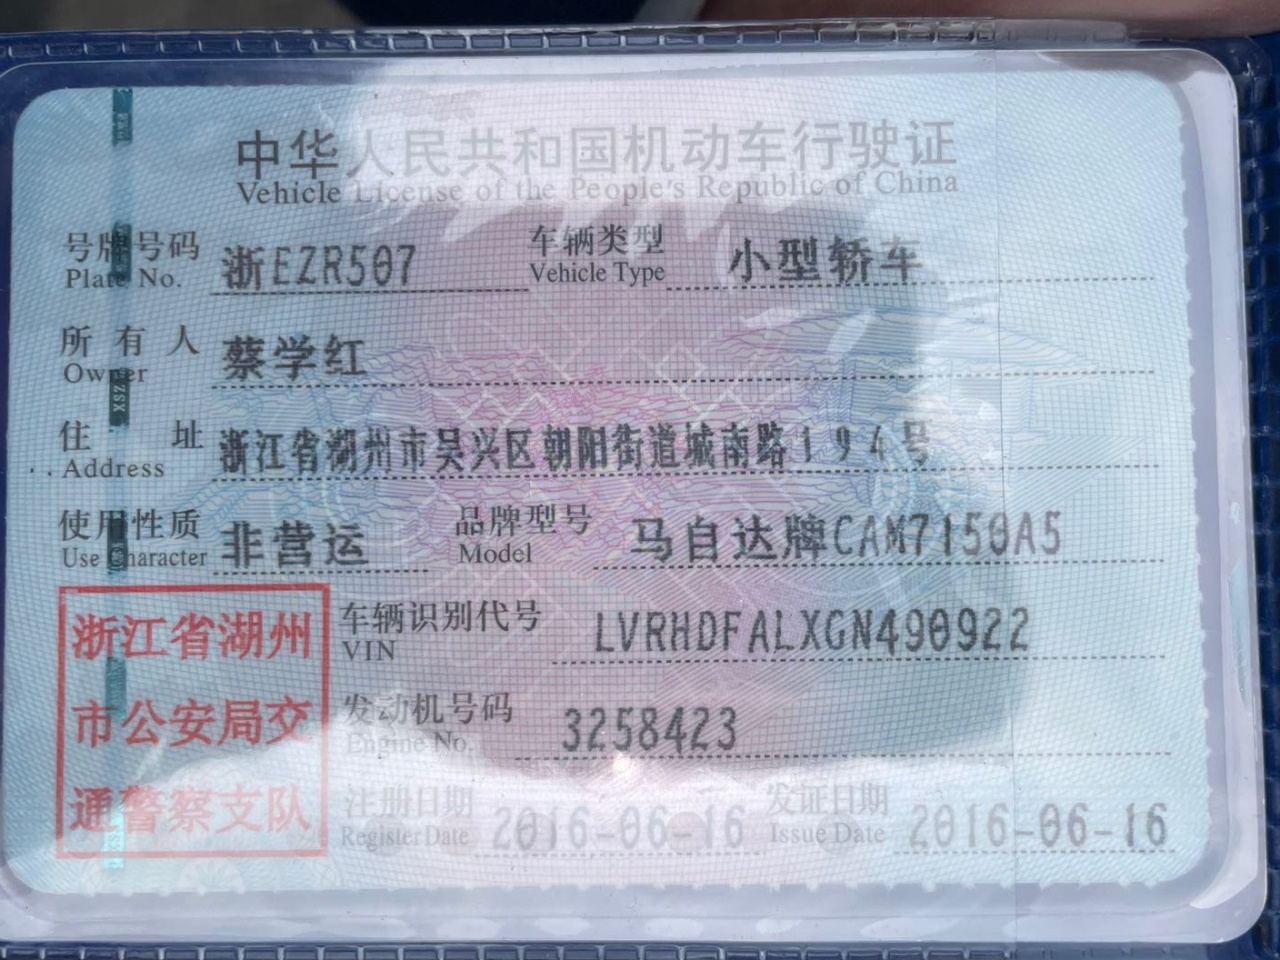 中华人民共和国机动车行驶证
Vehicle License of the People's Republic of China
号牌号码 浙EZR507 车辆类型 小型轿车
Plate No. Vehicle Type
所有人 蔡学红
Owner
住址 浙江省湖州市吴兴区朝阳街道城南路194号
Address
使用性质 非营运 品牌型号 马自达牌CAM7150A5
Use Character Model
浙江省湖州
市公安局交
通警察支队
车辆识别代号 LVRHDFALXGN490922
VIN
发动机号码 3258423
Engine No.
注册日期 2016-06-16 发证日期 2016-06-16
Register Date Issue Date